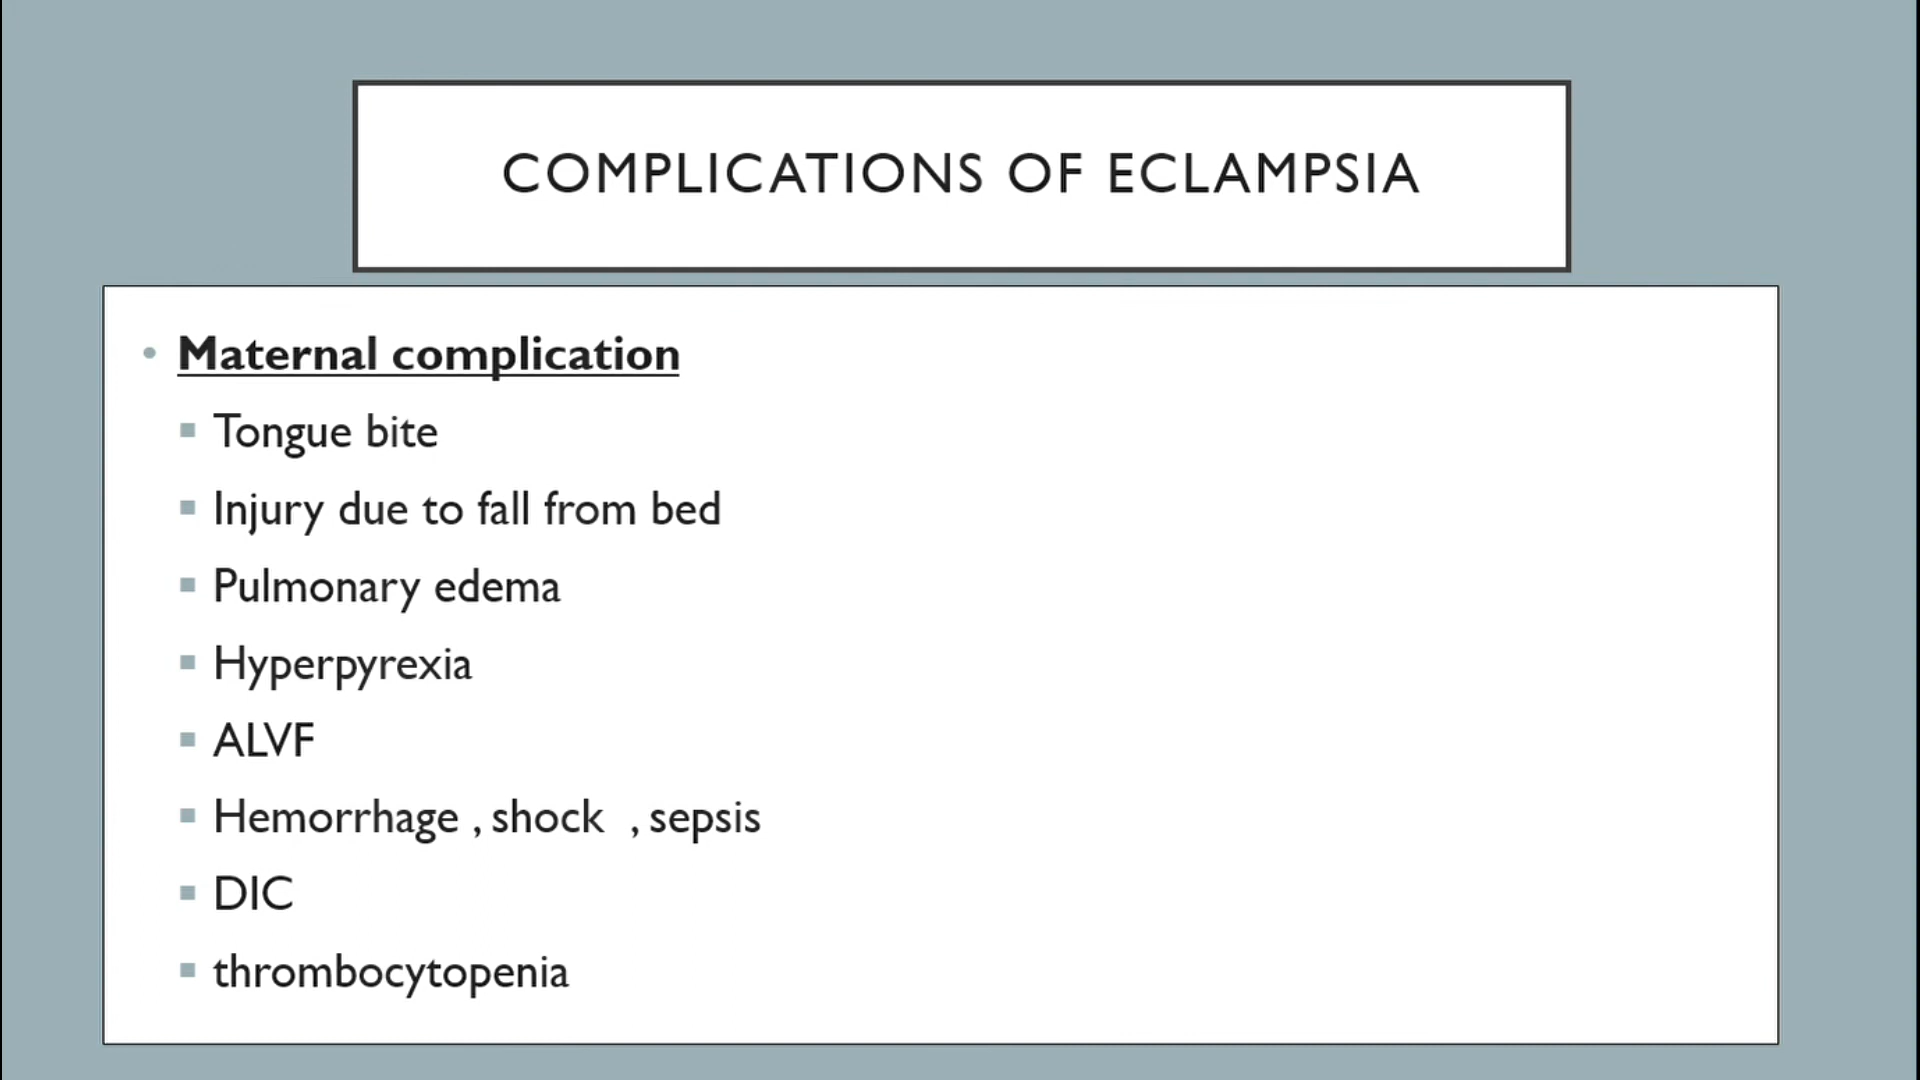 COMPLICATIONS OF ECLAMPSIA
• Maternal complication
▪ Tongue bite
▪ Injury due to fall from bed
▪ Pulmonary edema
▪ Hyperpyrexia
▪ ALVF
▪ Hemorrhage , shock  , sepsis
▪ DIC
▪ thrombocytopenia